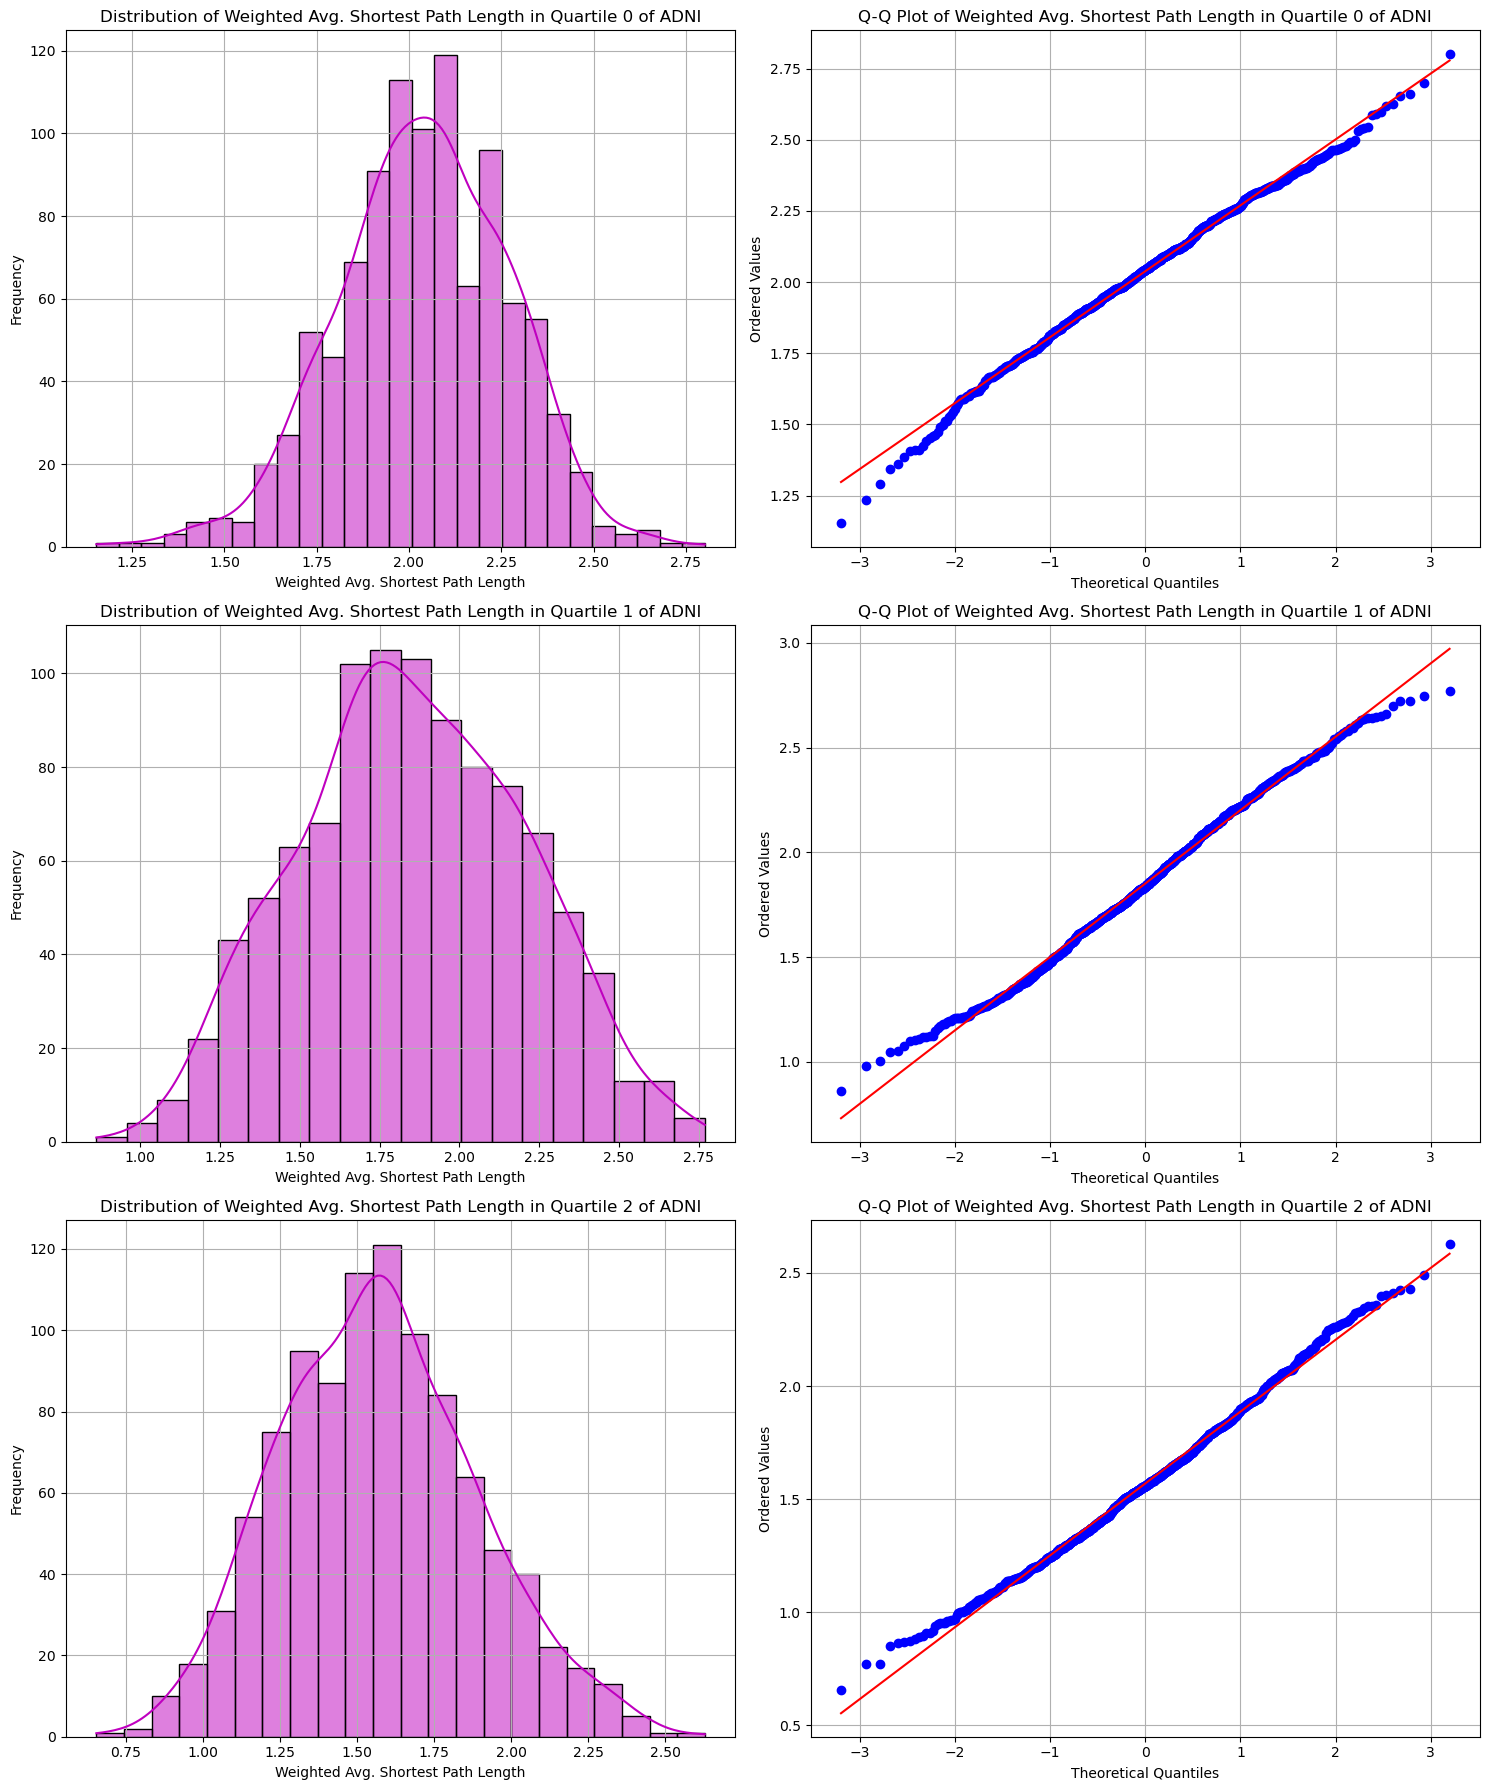 Distribution of Weighted Avg. Shortest Path Length in Quartile 0 of ADNI
120
100
80
60
40
20
0
Frequency
1.25 1.50 1.75 2.00 2.25 2.50 2.75
Weighted Avg. Shortest Path Length
Q-Q Plot of Weighted Avg. Shortest Path Length in Quartile 0 of ADNI
2.75
2.50
2.25
2.00
1.75
1.50
1.25
Ordered Values
−3 −2 −1 0 1 2 3
Theoretical Quantiles
Distribution of Weighted Avg. Shortest Path Length in Quartile 1 of ADNI
100
80
60
40
20
0
Frequency
1.00 1.25 1.50 1.75 2.00 2.25 2.50 2.75
Weighted Avg. Shortest Path Length
Q-Q Plot of Weighted Avg. Shortest Path Length in Quartile 1 of ADNI
3.0
2.5
2.0
1.5
1.0
Ordered Values
−3 −2 −1 0 1 2 3
Theoretical Quantiles
Distribution of Weighted Avg. Shortest Path Length in Quartile 2 of ADNI
120
100
80
60
40
20
0
Frequency
0.75 1.00 1.25 1.50 1.75 2.00 2.25 2.50
Weighted Avg. Shortest Path Length
Q-Q Plot of Weighted Avg. Shortest Path Length in Quartile 2 of ADNI
2.5
2.0
1.5
1.0
0.5
Ordered Values
−3 −2 −1 0 1 2 3
Theoretical Quantiles